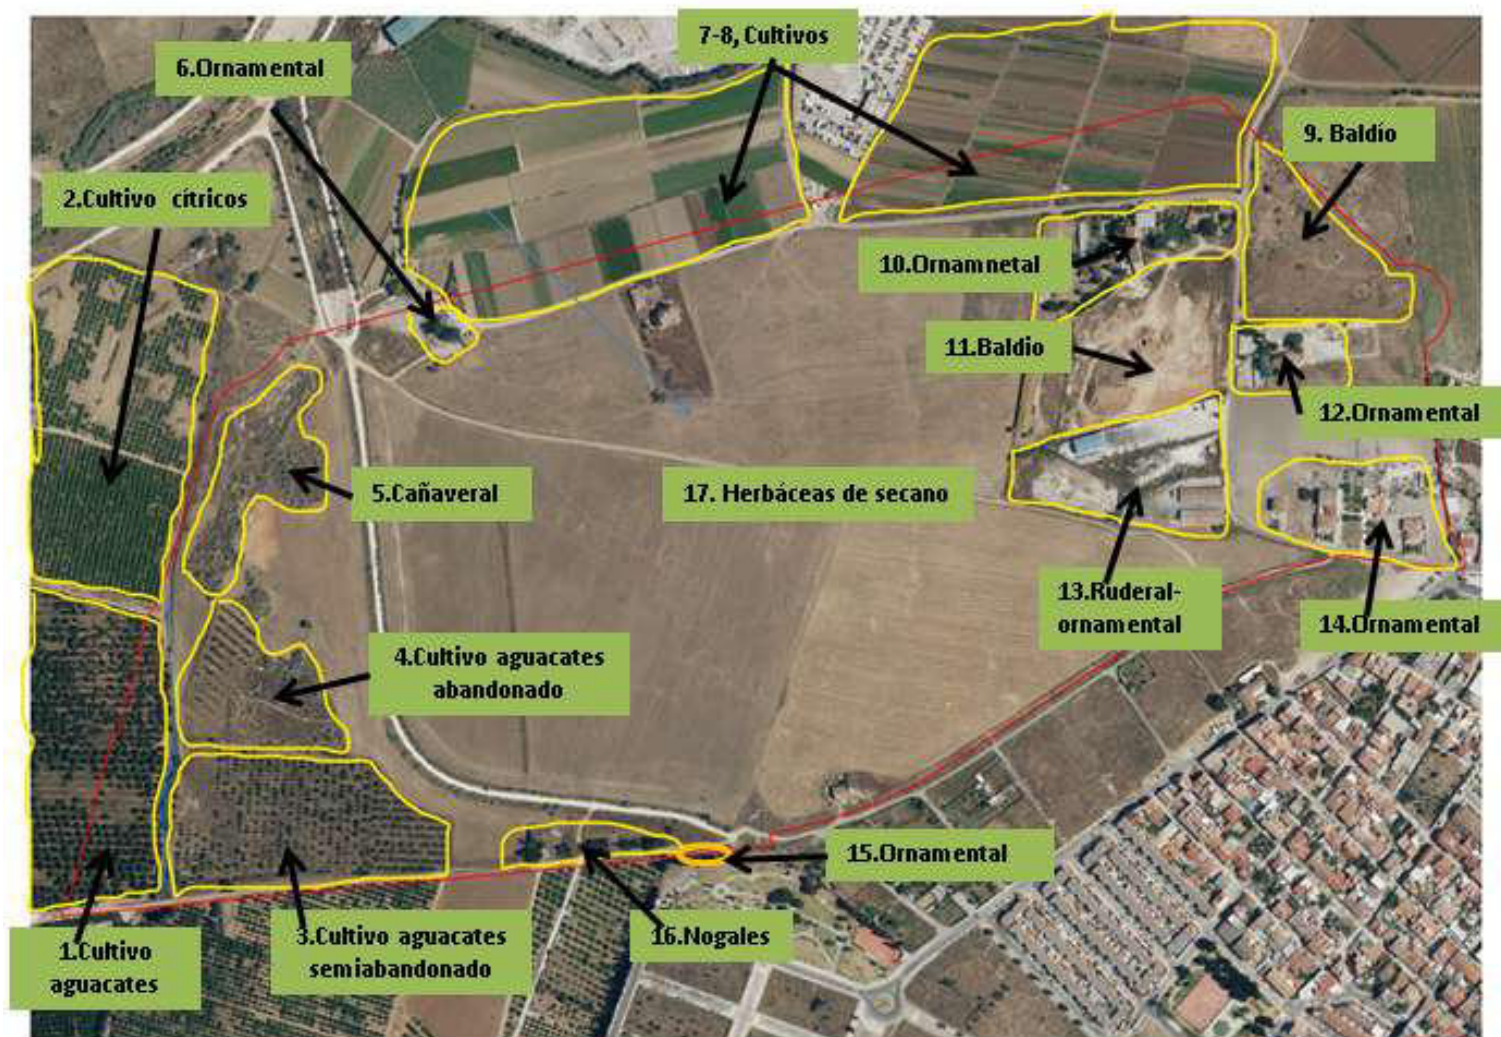 7-8, Cultivos
6.Ornamental
9. Baldío
2.Cultivo cítricos
10.Ornamnetal
11.Baldío
12.Ornamental
5.Cañaveral
17. Herbáceas de secano
13.Ruderal-
ornamental
14.Ornamental
4.Cultivo aguacates
abandonado
15.Ornamental
1.Cultivo
aguacates
3.Cultivo aguacates
semiabandonado
16.Nogales